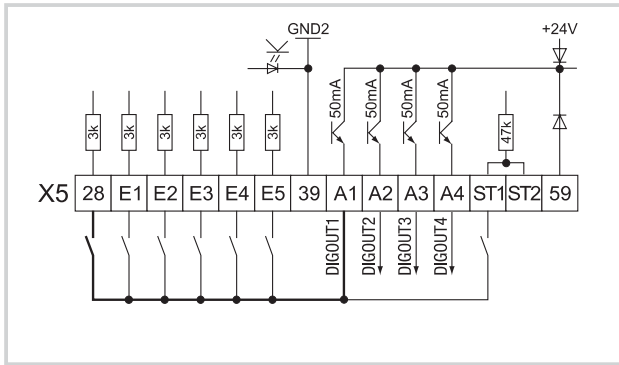 GND2
+24V
50mA
50mA
50mA
50mA
3k
3k
3k
3k
3k
3k
47k
X5 28 E1 E2 E3 E4 E5 39 A1 A2 A3 A4 ST1 ST2 59
DIGOUT1
DIGOUT2
DIGOUT3
DIGOUT4